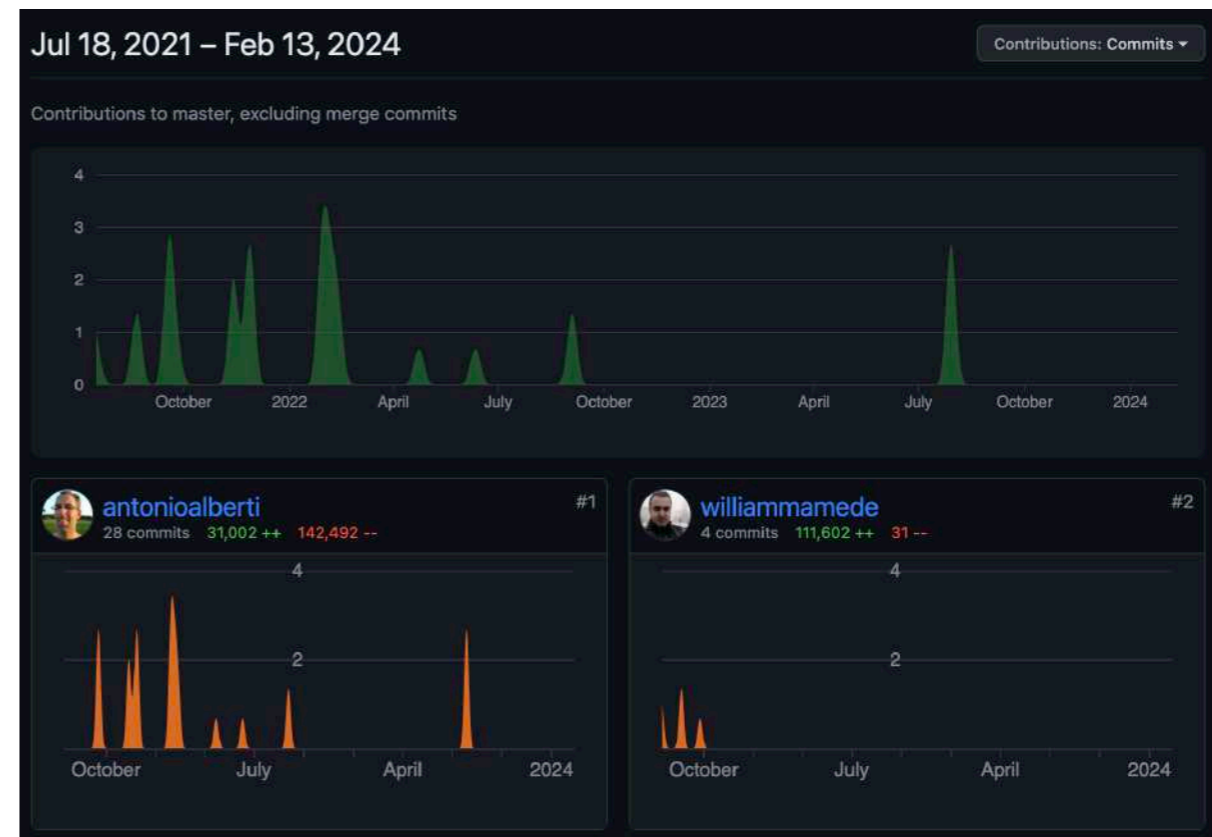 Jul 18, 2021 – Feb 13, 2024
Contributions: Commits
Contributions to master, excluding merge commits
4
3
2
1
0
October 2022 April July October 2023 April July October 2024
antonioalberti #1
28 commits 31,002 ++ 142,492 --
4
2
October July April 2024
williammamede #2
4 commits 111,602 ++ 31 --
4
2
October July April 2024